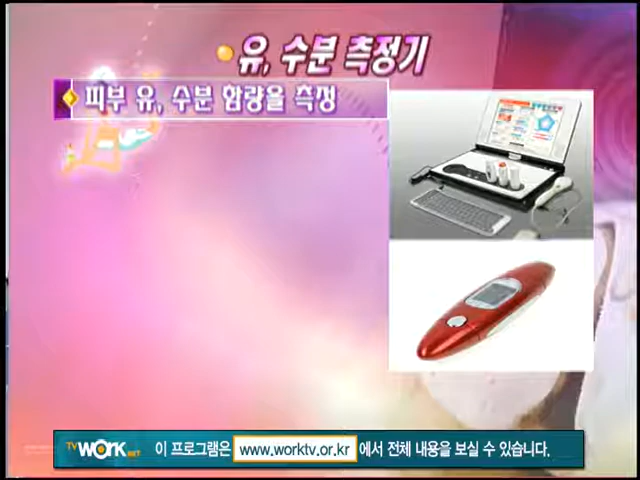 유, 수분 측정기
피부 유, 수분 함량을 측정
TV WORK NET 이 프로그램은 www.worktv.or.kr 에서 전체 내용을 보실 수 있습니다.